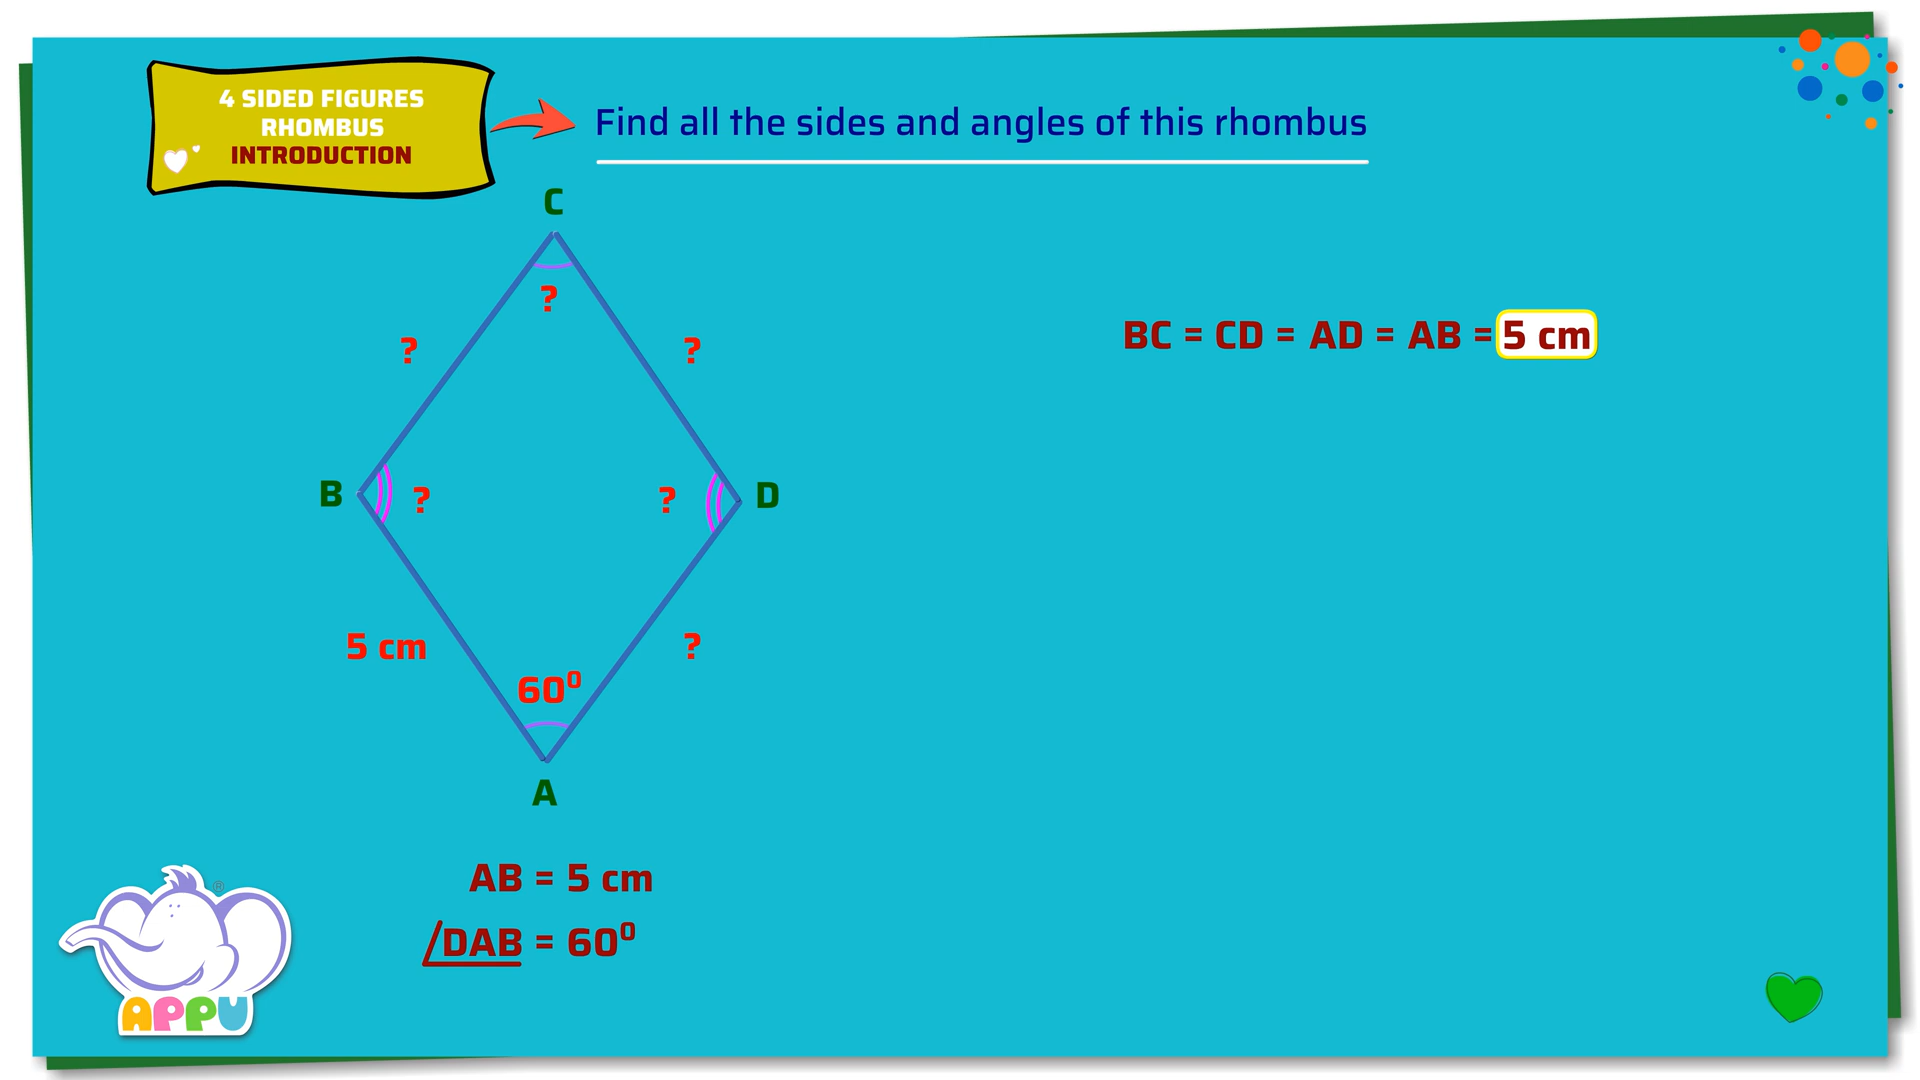 4 SIDED FIGURES
RHOMBUS
INTRODUCTION
Find all the sides and angles of this rhombus
C
?
?
?
BC = CD = AD = AB = 5 cm
B
?
?
D
5 cm
?
60⁰
A
AB = 5 cm
∠DAB = 60⁰
®
APPU